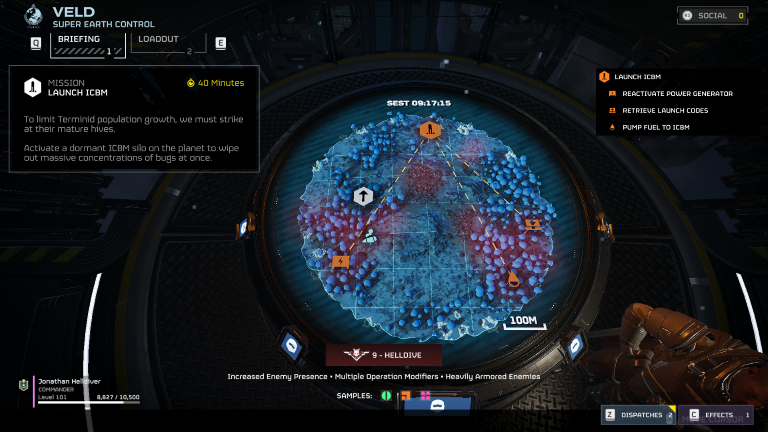 VELD
SUPER EARTH CONTROL
Q
BRIEFING
1
LOADOUT
2
E
SOCIAL 0
MISSION
LAUNCH ICBM
40 Minutes
To limit Terminid population growth, we must strike
at their mature hives.
Activate a dormant ICBM silo on the planet to wipe
out massive concentrations of bugs at once.
SEST 09:17:15
LAUNCH ICBM
REACTIVATE POWER GENERATOR
RETRIEVE LAUNCH CODES
PUMP FUEL TO ICBM
100M
9 - HELLDIVE
Increased Enemy Presence • Multiple Operation Modifiers • Heavily Armored Enemies
SAMPLES:
Jonathan Helldiver
COMMANDER
Level 101
8,827 / 10,500
Z DISPATCHES 2
C EFFECTS 1